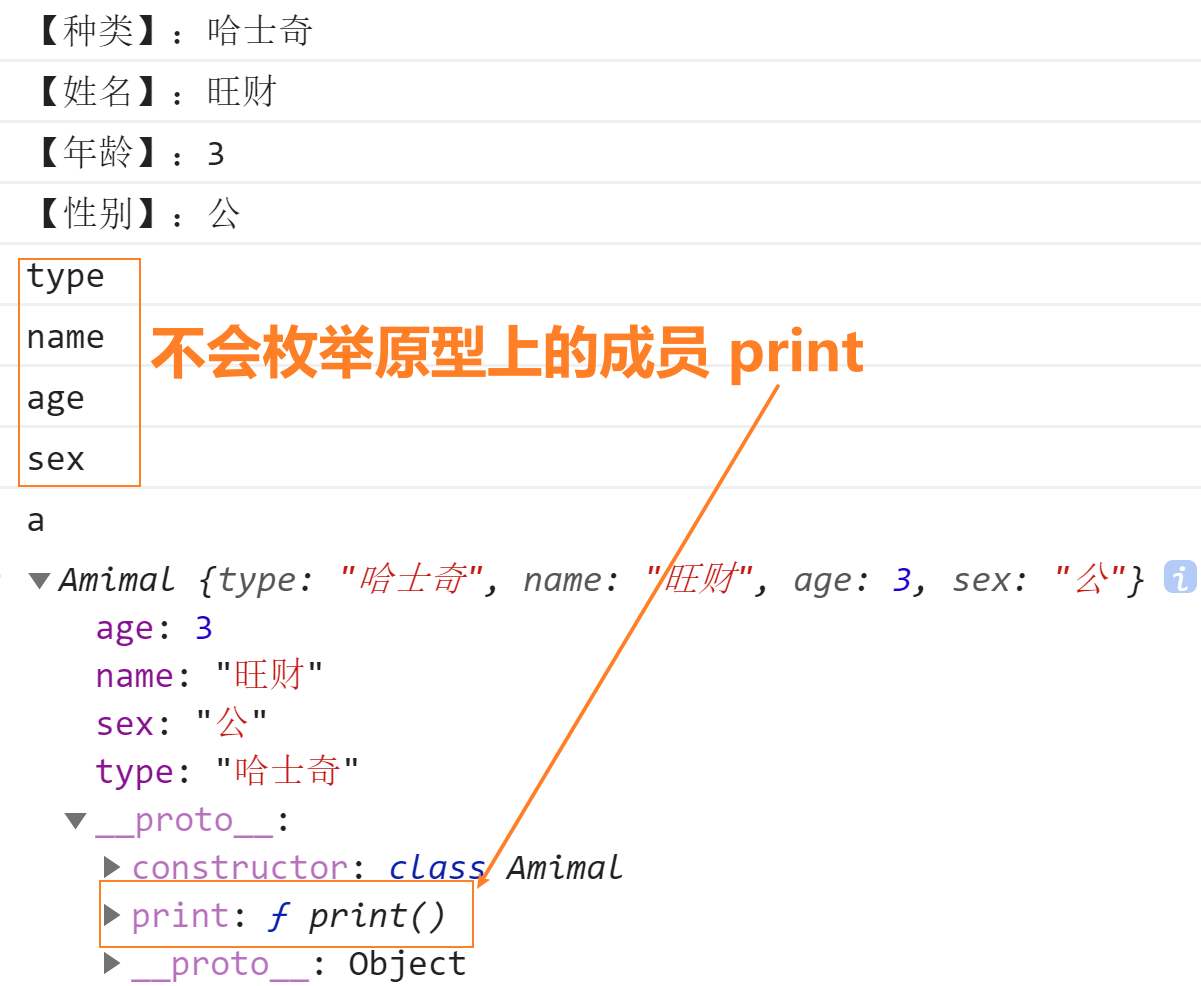 【种类】：哈士奇
【姓名】：旺财
【年龄】：3
【性别】：公
type
name
不会枚举原型上的成员 print
age
sex
a
Amimal {type: "哈士奇", name: "旺财", age: 3, sex: "公"} i
age: 3
name: "旺财"
sex: "公"
type: "哈士奇"
__proto__:
constructor: class Amimal
print: ƒ print()
__proto__: Object